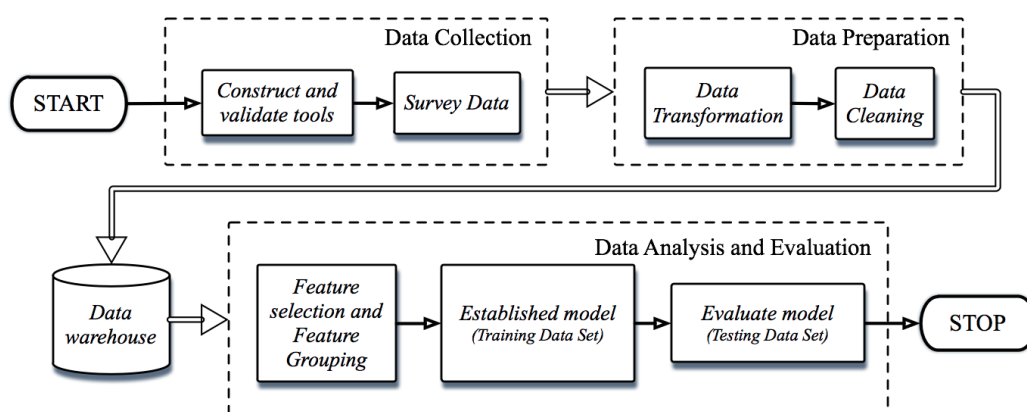 Data Collection
Data Preparation
START
Construct and
validate tools
Survey Data
Data
Transformation
Data
Cleaning
Data Analysis and Evaluation
Data
warehouse
Feature
selection and
Feature
Grouping
Established model
(Training Data Set)
Evaluate model
(Testing Data Set)
STOP